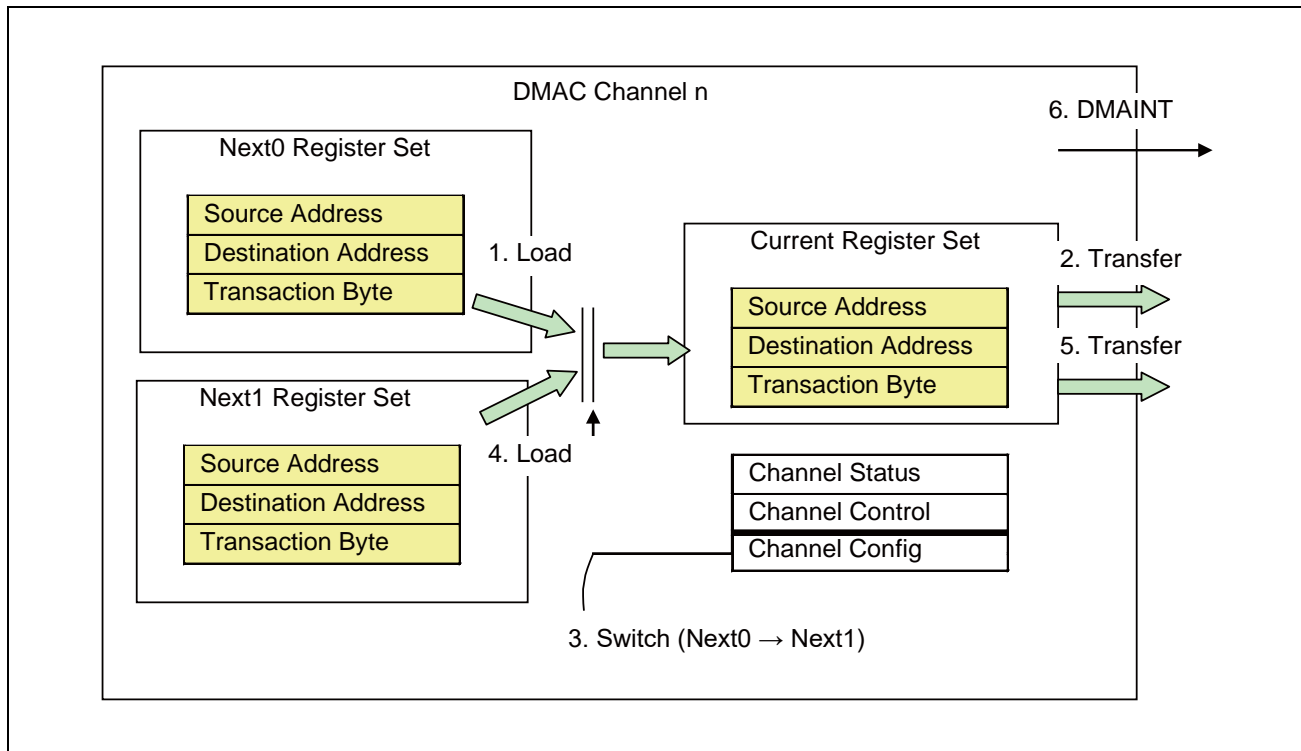 DMAC Channel n
6. DMAINT
Next0 Register Set
Source Address
Destination Address
Transaction Byte
1. Load
Current Register Set
Source Address
Destination Address
Transaction Byte
2. Transfer
5. Transfer
Next1 Register Set
Source Address
Destination Address
Transaction Byte
4. Load
Channel Status
Channel Control
Channel Config
3. Switch (Next0 → Next1)